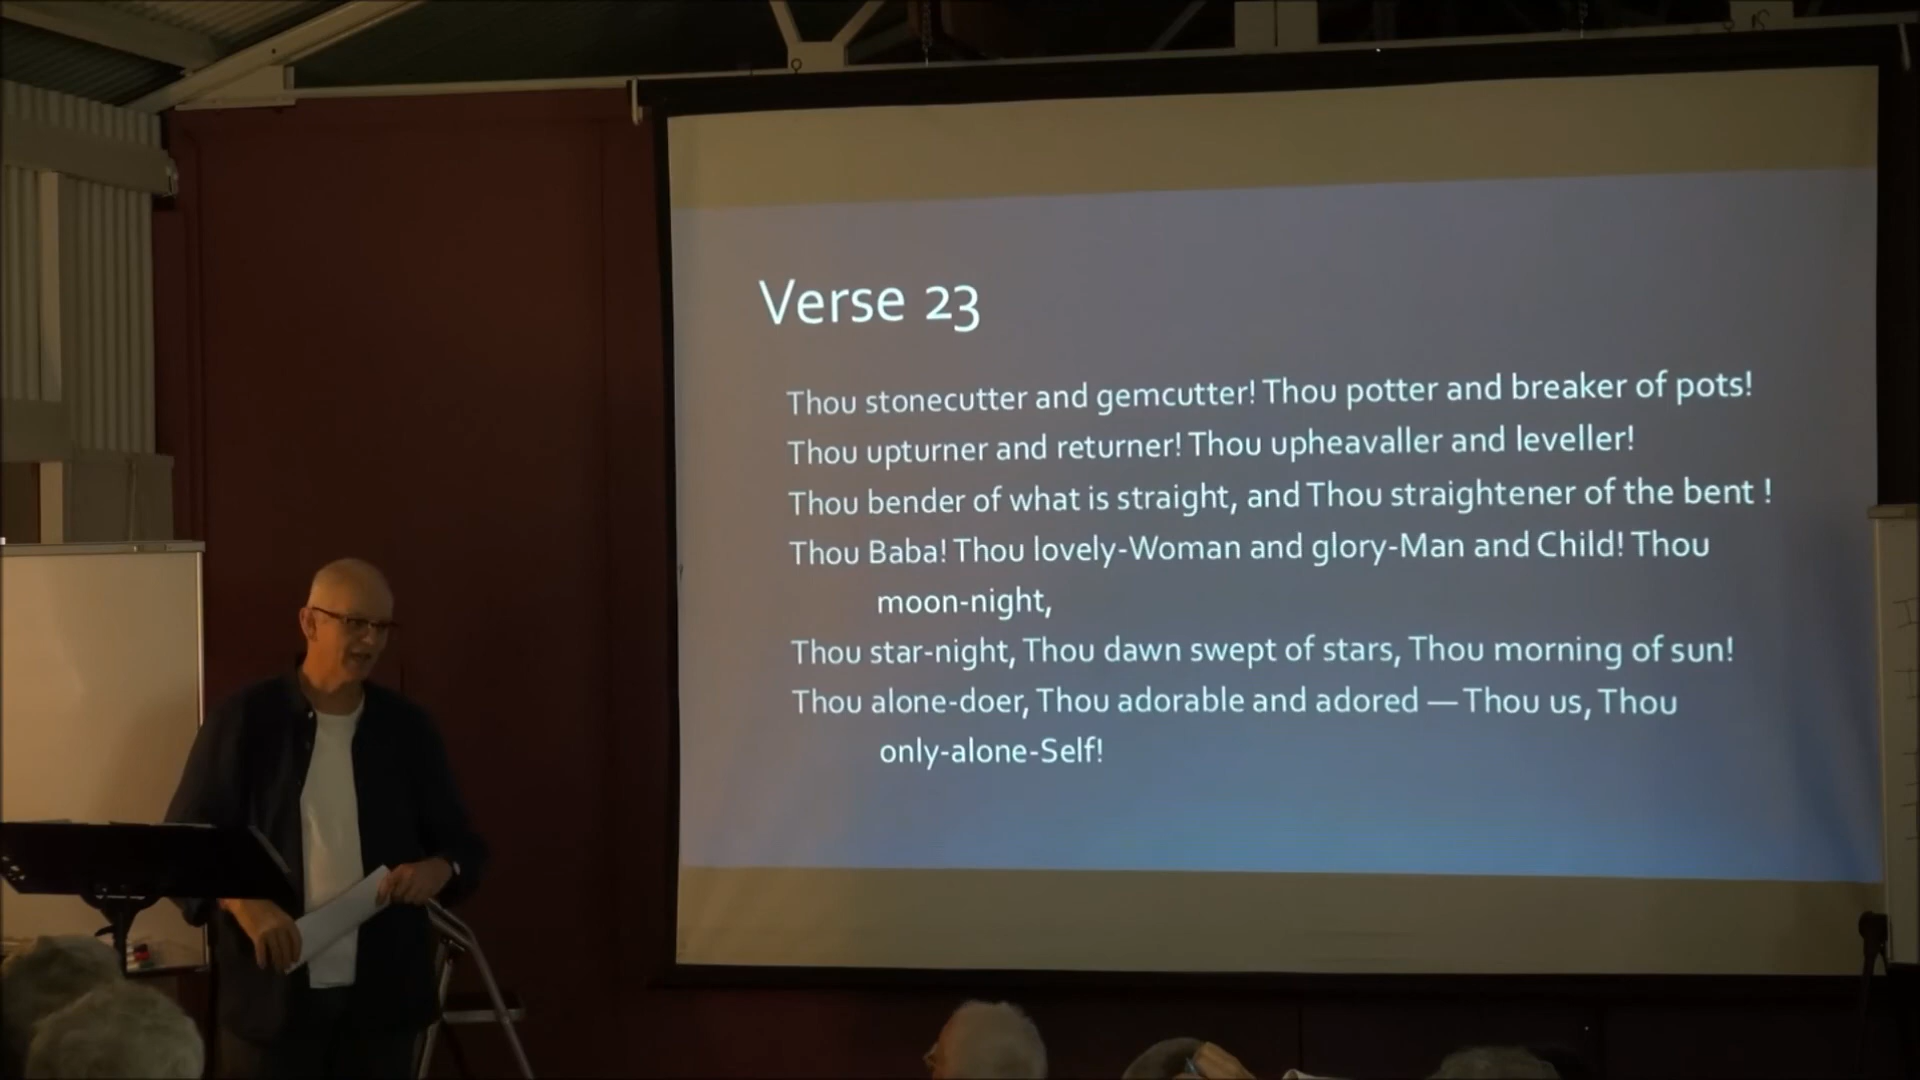 Verse 23
Thou stonecutter and gemcutter! Thou potter and breaker of pots!
Thou upturner and returner! Thou upheavaller and leveller!
Thou bender of what is straight, and Thou straightener of the bent !
Thou Baba! Thou lovely-Woman and glory-Man and Child! Thou
moon-night,
Thou star-night, Thou dawn swept of stars, Thou morning of sun!
Thou alone-doer, Thou adorable and adored — Thou us, Thou
only-alone-Self!